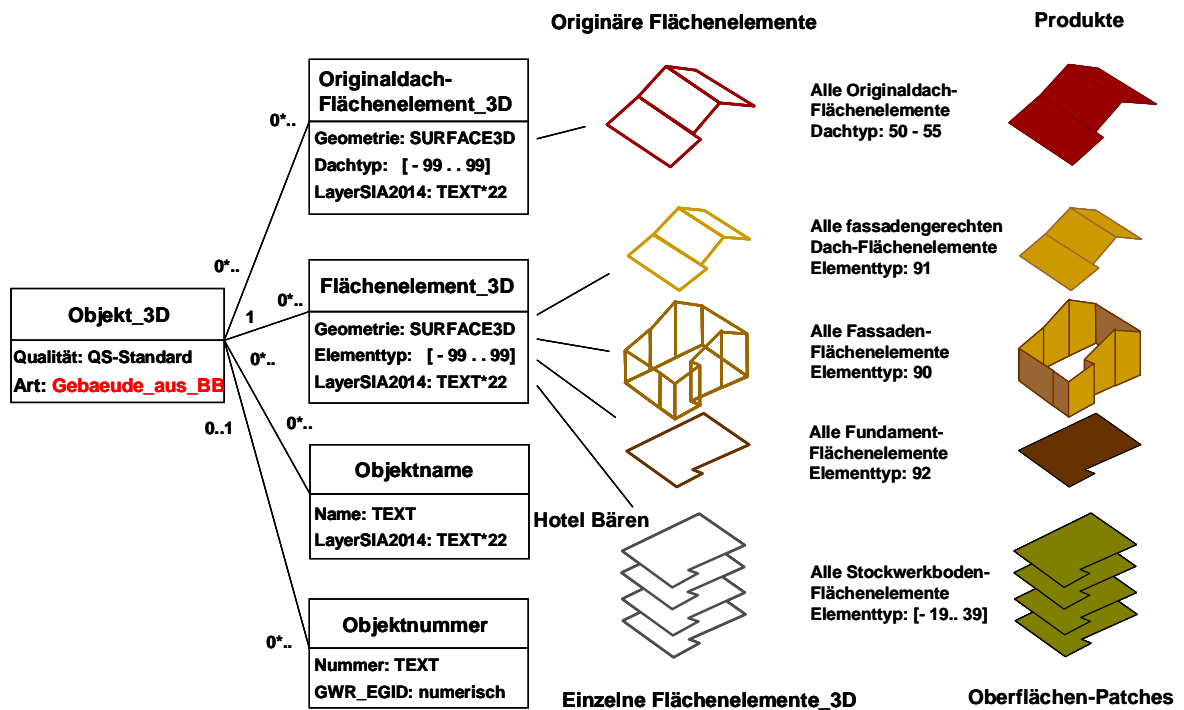 Originäre Flächenelemente
Produkte
Originaldach-
Flächenelement_3D
Geometrie: SURFACE3D
Dachtyp: [ - 99 . . 99]
LayerSIA2014: TEXT*22
0*..
Alle Originaldach-
Flächenelemente
Dachtyp: 50 - 55
0*..
Flächenelement_3D
Geometrie: SURFACE3D
Elementtyp: [ - 99 . . 99]
LayerSIA2014: TEXT*22
0*..
1
Alle fassadengerechten
Dach-Flächenelemente
Elementtyp: 91
Objekt_3D
Qualität: QS-Standard
Art: Gebaeude_aus_BB
0*..
0..1
Alle Fassaden-
Flächenelemente
Elementtyp: 90
0*..
Objektname
Name: TEXT
LayerSIA2014: TEXT*22
Hotel Bären
Alle Fundament-
Flächenelemente
Elementtyp: 92
Alle Stockwerkboden-
Flächenelemente
Elementtyp: [- 19.. 39]
0*..
Objektnummer
Nummer: TEXT
GWR_EGID: numerisch
Einzelne Flächenelemente_3D
Oberflächen-Patches